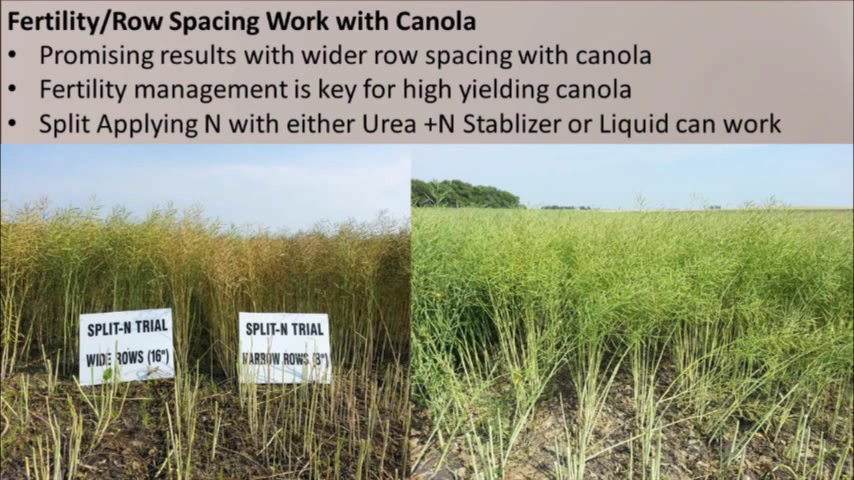 Fertility/Row Spacing Work with Canola
• Promising results with wider row spacing with canola
• Fertility management is key for high yielding canola
• Split Applying N with either Urea +N Stablizer or Liquid can work
SPLIT-N TRIAL
WIDE ROWS (16")
SPLIT-N TRIAL
NARROW ROWS (8")